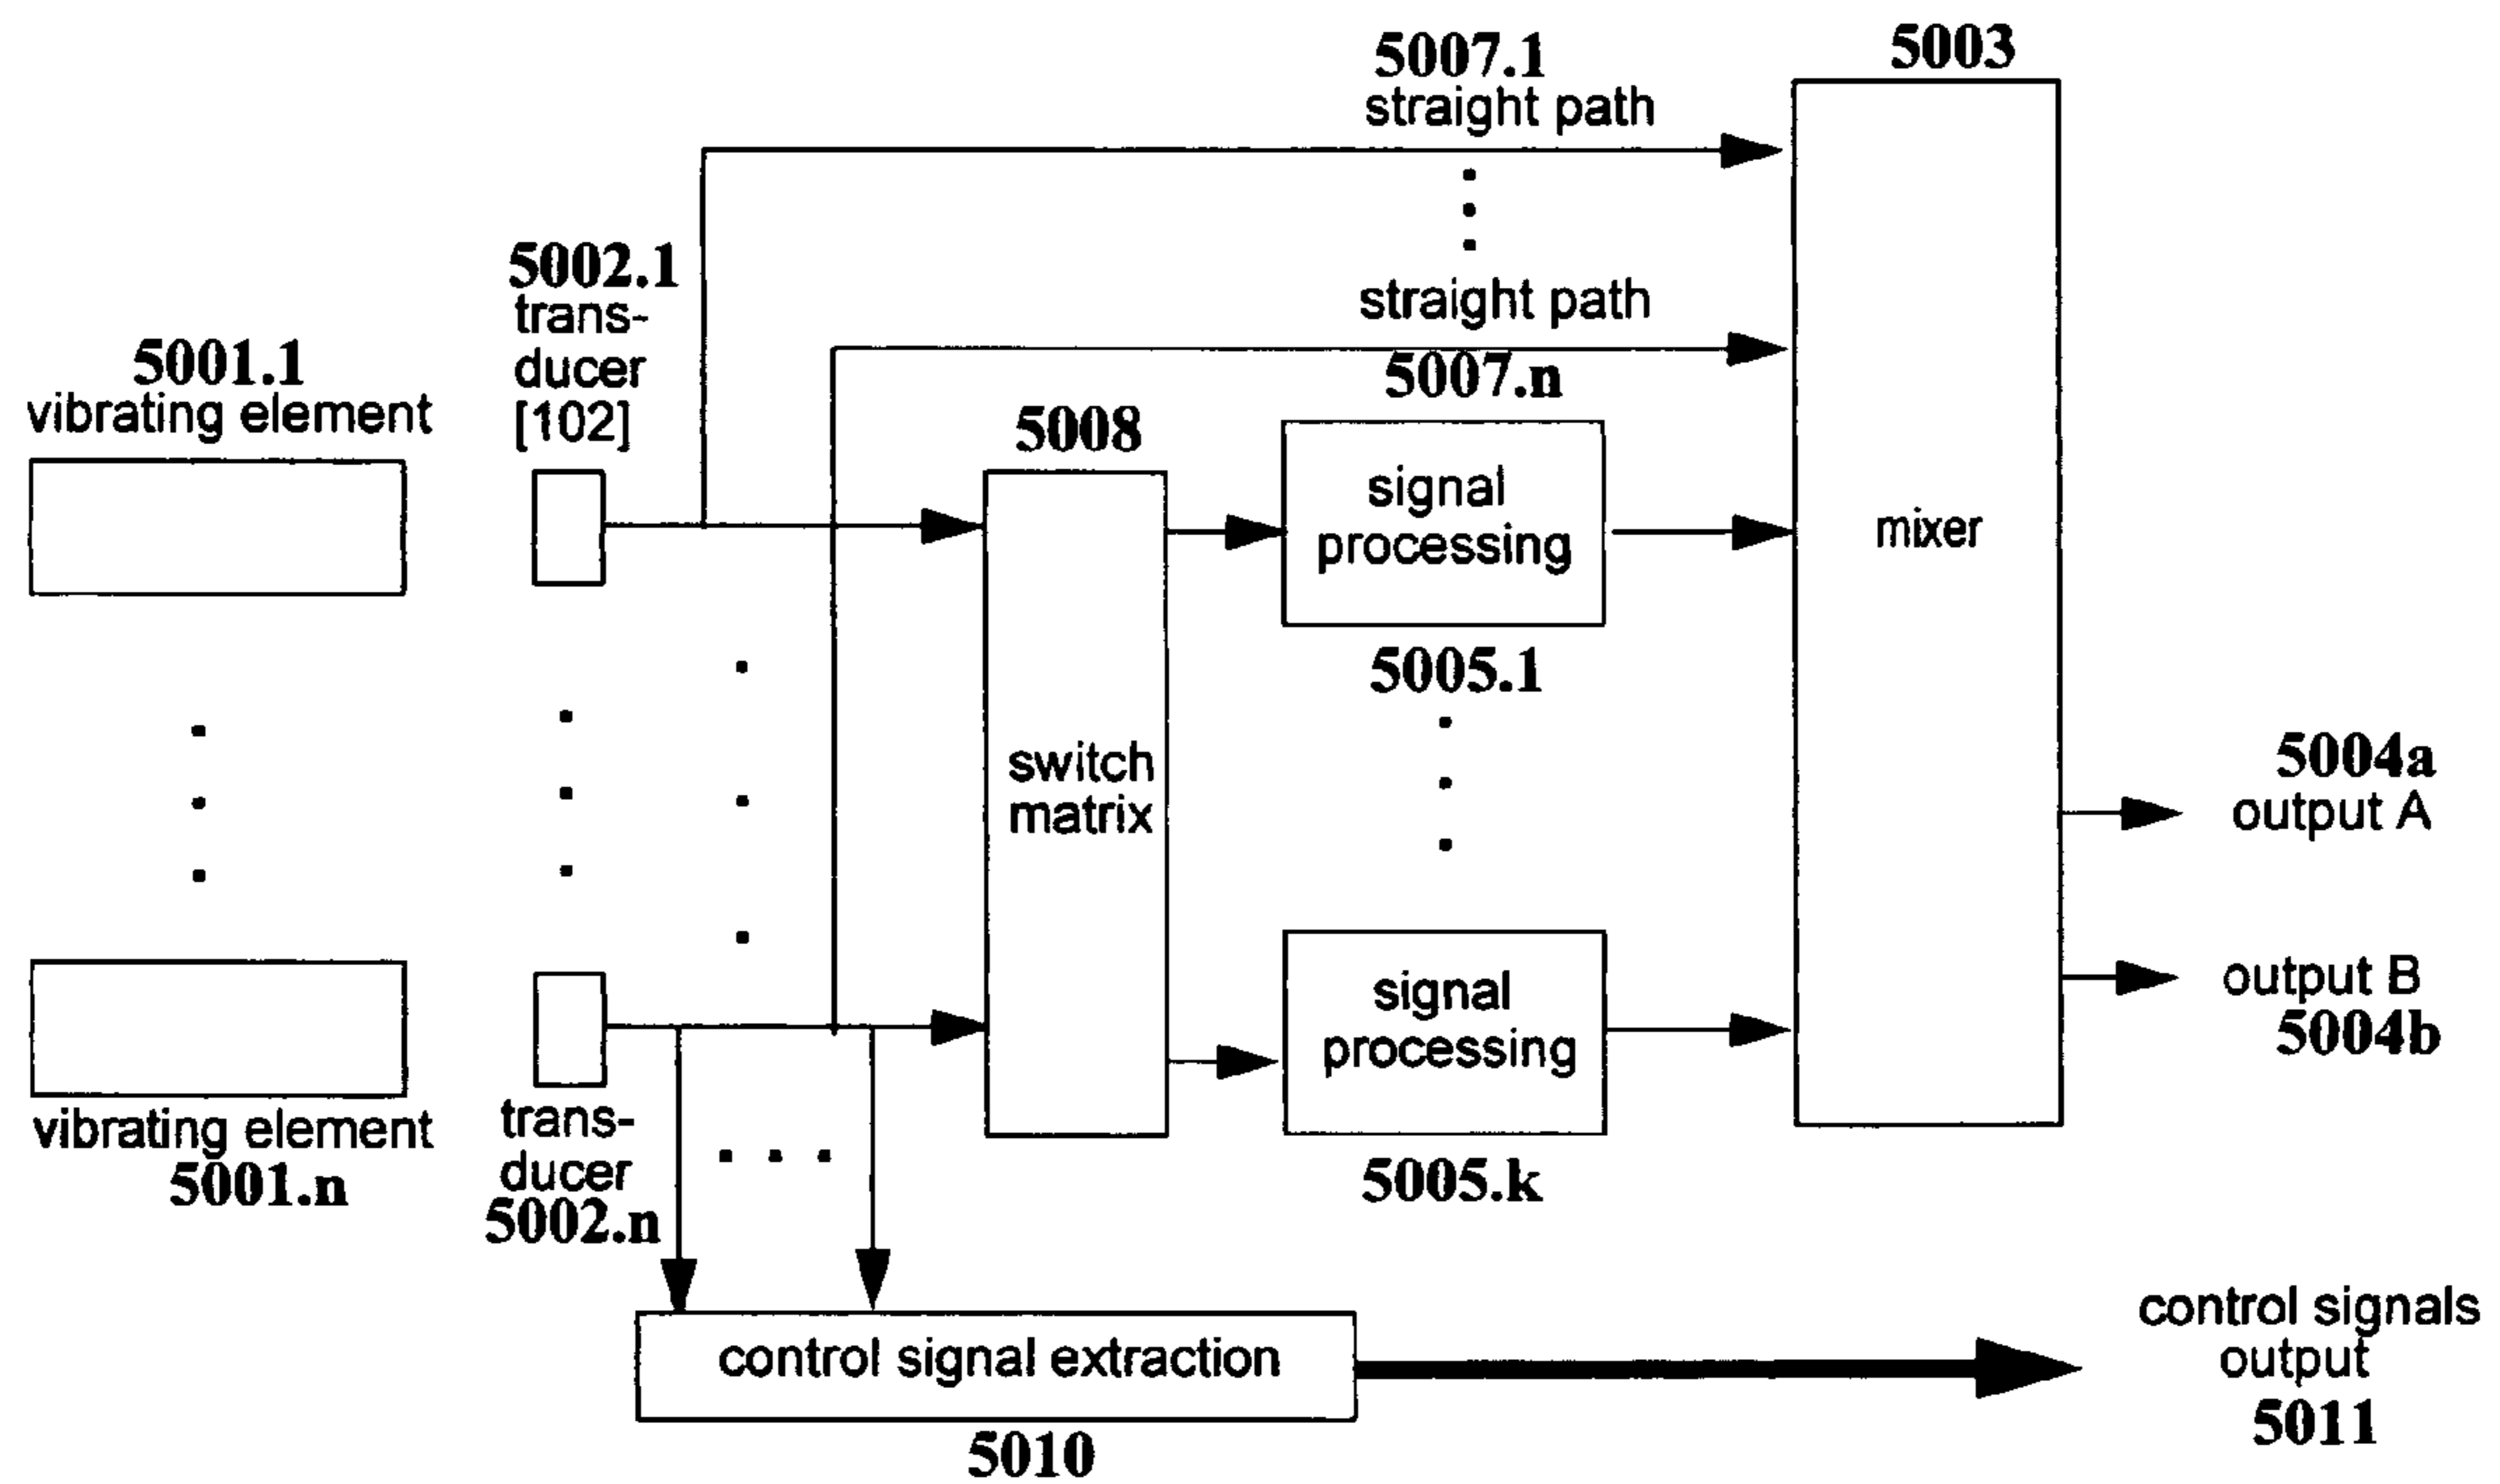 5007.1
straight path
5003
5002.1
trans-
ducer
[102]
straight path
5007.n
5001.1
vibrating element
5008
signal
processing
5005.1
mixer
switch
matrix
5004a
output A
output B
5004b
signal
processing
5005.k
vibrating element
5001.n
trans-
ducer
5002.n
control signal extraction
5010
control signals
output
5011